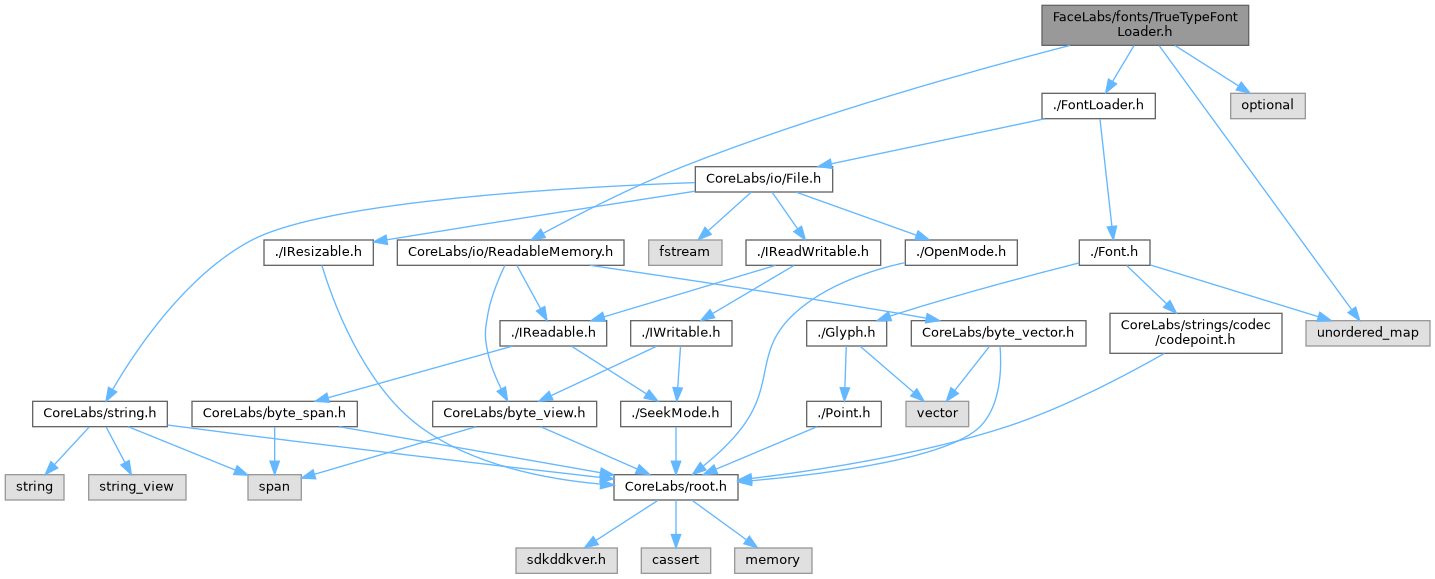 FaceLabs/fonts/TrueTypeFont
Loader.h
./FontLoader.h
optional
CoreLabs/io/File.h
./IResizable.h
CoreLabs/io/ReadableMemory.h
fstream
./IReadWritable.h
./OpenMode.h
./Font.h
./IReadable.h
./IWritable.h
./Glyph.h
CoreLabs/byte_vector.h
CoreLabs/strings/codec
/codepoint.h
unordered_map
CoreLabs/string.h
CoreLabs/byte_span.h
CoreLabs/byte_view.h
./SeekMode.h
./Point.h
vector
string
string_view
span
CoreLabs/root.h
sdkddkver.h
cassert
memory